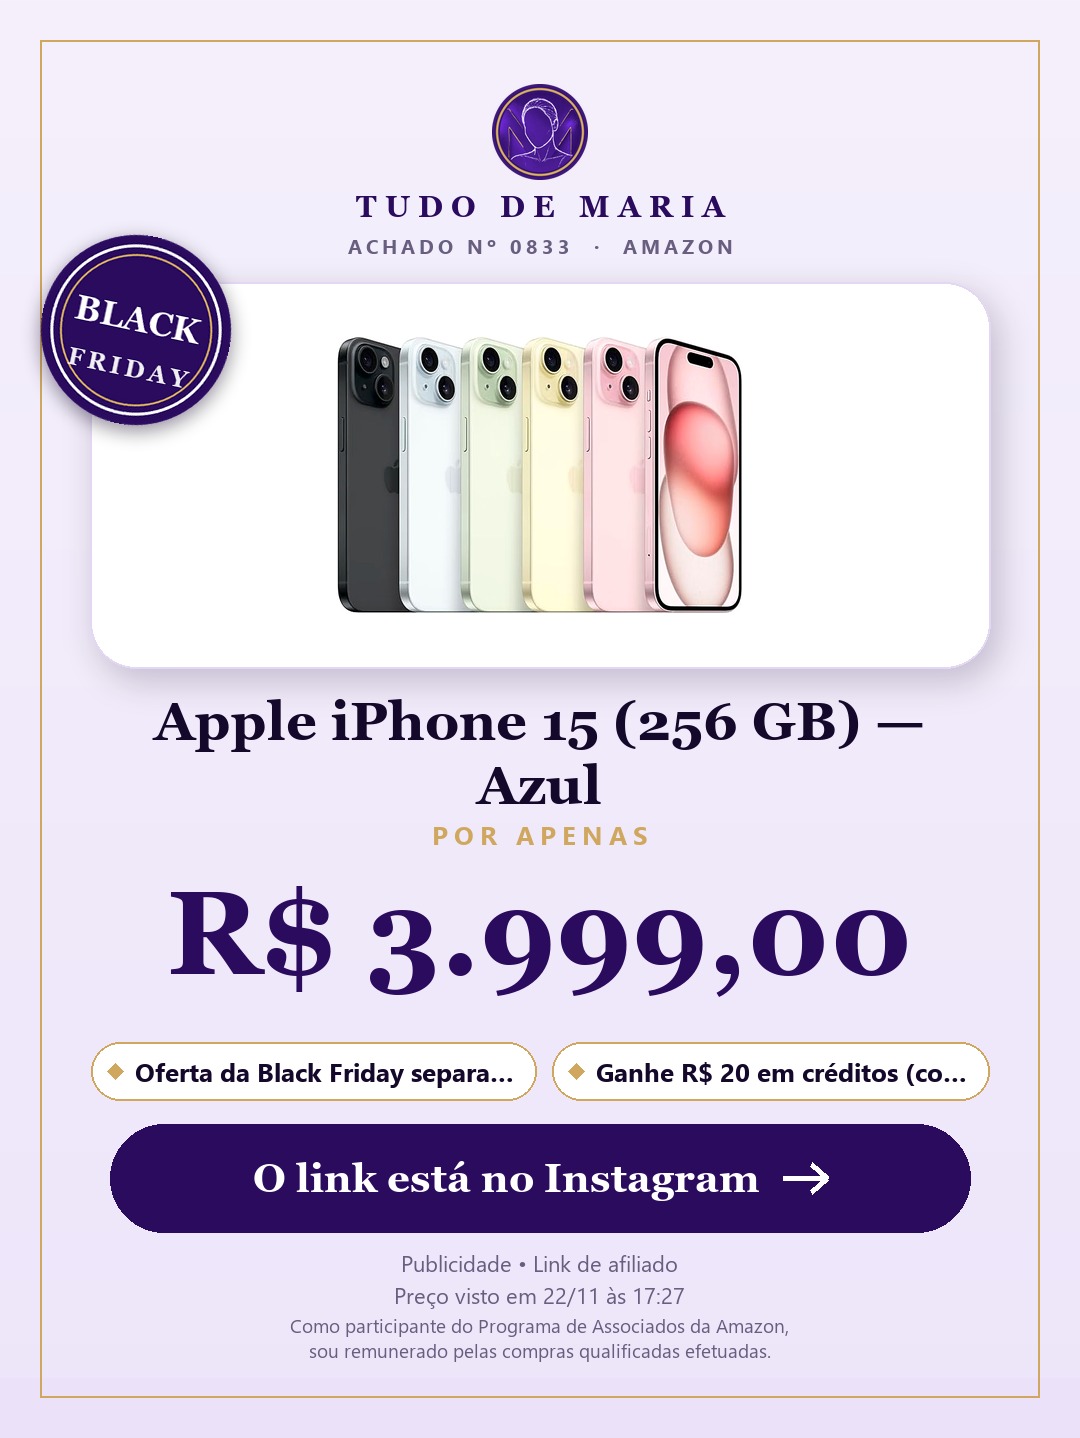 TUDO DE MARIA
ACHADO Nº 0833 · AMAZON
BLACK
FRIDAY
Apple iPhone 15 (256 GB) —
Azul
POR APENAS
R$ 3.999,00
Oferta da Black Friday separa...
Ganhe R$ 20 em créditos (co...
O link está no Instagram →
Publicidade • Link de afiliado
Preço visto em 22/11 às 17:27
Como participante do Programa de Associados da Amazon,
sou remunerado pelas compras qualificadas efetuadas.